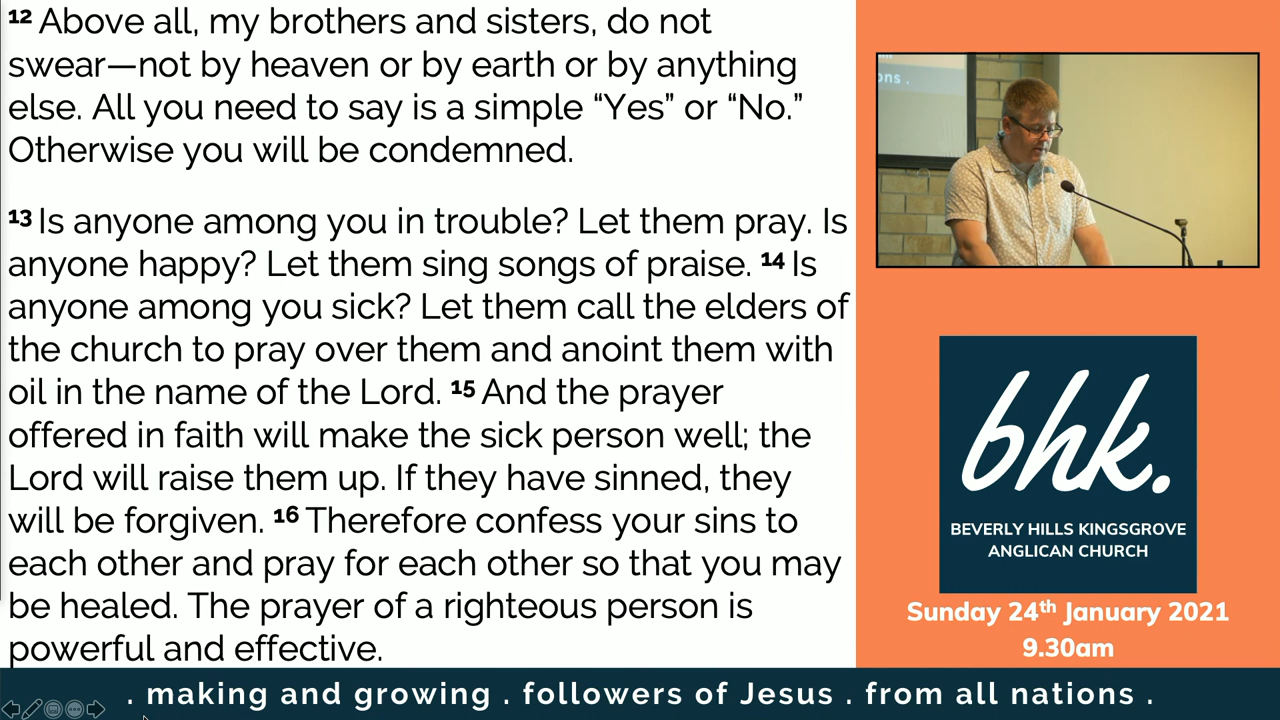 12 Above all, my brothers and sisters, do not
swear—not by heaven or by earth or by anything
else. All you need to say is a simple “Yes” or “No.”
Otherwise you will be condemned.
13 Is anyone among you in trouble? Let them pray. Is
anyone happy? Let them sing songs of praise. 14 Is
anyone among you sick? Let them call the elders of
the church to pray over them and anoint them with
oil in the name of the Lord. 15 And the prayer
offered in faith will make the sick person well; the
Lord will raise them up. If they have sinned, they
will be forgiven. 16 Therefore confess your sins to
each other and pray for each other so that you may
be healed. The prayer of a righteous person is
powerful and effective.
ons .
bhk.
BEVERLY HILLS KINGSGROVE
ANGLICAN CHURCH
Sunday 24th January 2021
9.30am
. making and growing . followers of Jesus . from all nations .